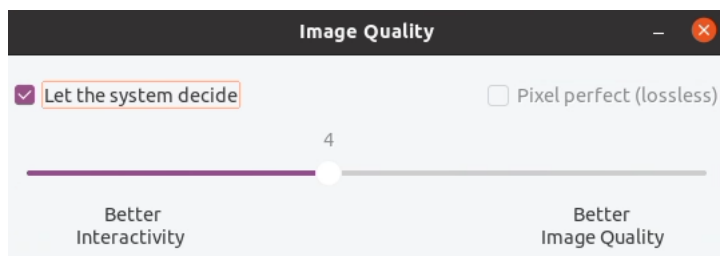 Image Quality
Let the system decide
Pixel perfect (lossless)
4
Better
Interactivity
Better
Image Quality